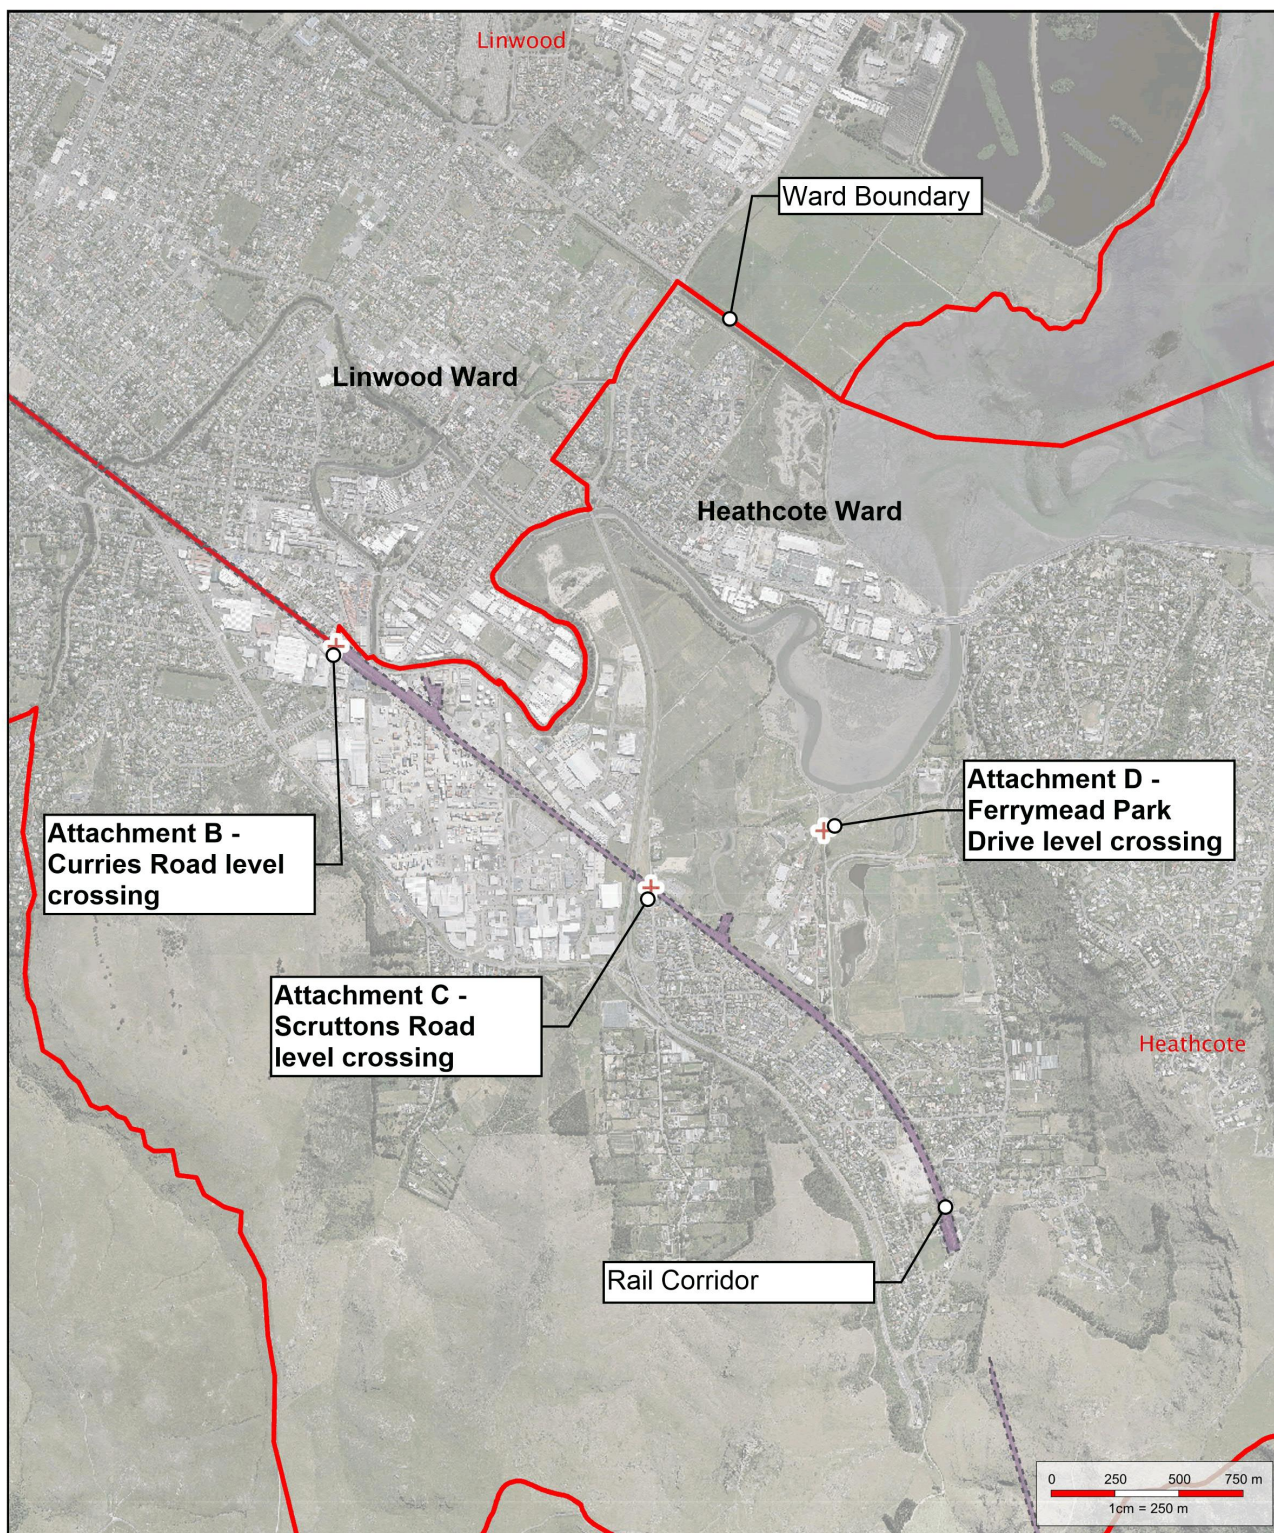 Linwood
Ward Boundary
Linwood Ward
Heathcote Ward
Attachment D -
Ferrymead Park
Drive level crossing
Attachment B -
Curries Road level
crossing
Attachment C -
Scruttons Road
level crossing
Heathcote
Rail Corridor
0 250 500 750 m
1cm = 250 m